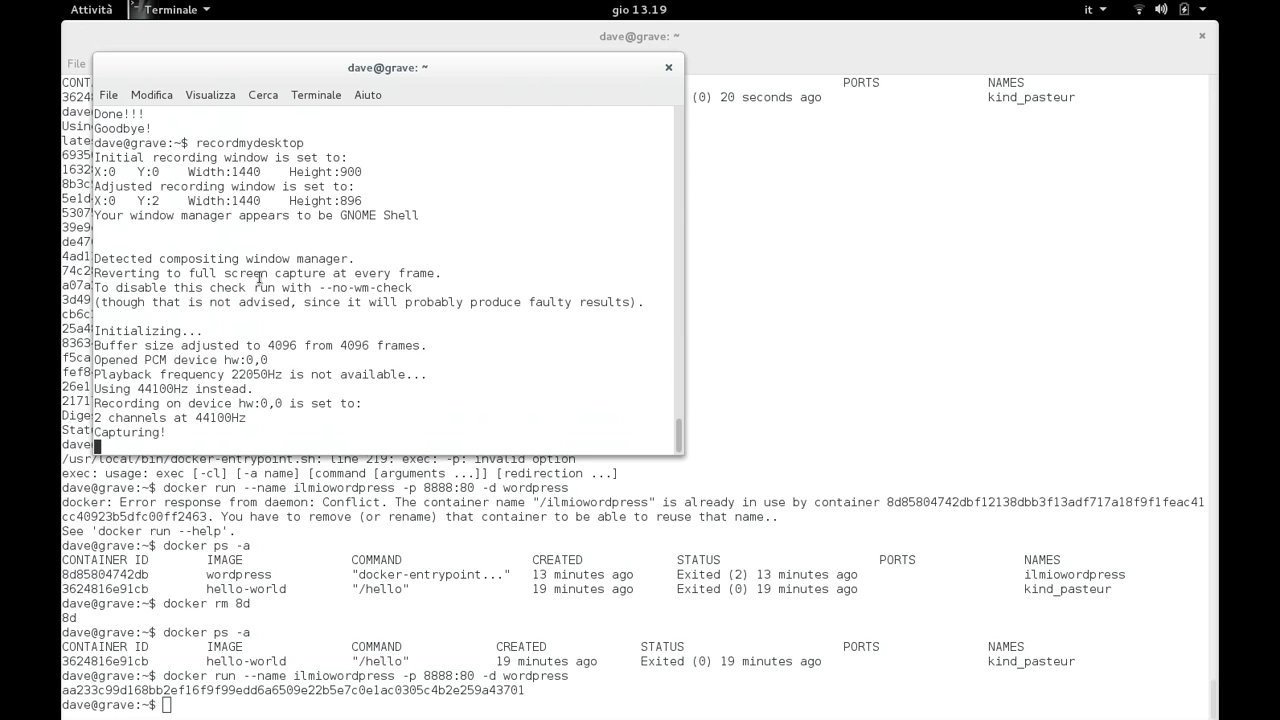 Attività Terminale gio 13.19 it
dave@grave: ~
File
CONT PORTS NAMES
3624 (0) 20 seconds ago kind_pasteur
dave
Usin
late
6935
1632
8b3c
5e1d
5307
39e9
de47
4ad1
74c2
a07a
3d49
cb6c
25a4
8363
f5ca
fef8
26e1
2171
Dige
Stat
dave
dave@grave: ~
File Modifica Visualizza Cerca Terminale Aiuto
Done!!!
Goodbye!
dave@grave:~$ recordmydesktop
Initial recording window is set to:
X:0 Y:0 Width:1440 Height:900
Adjusted recording window is set to:
X:0 Y:2 Width:1440 Height:896
Your window manager appears to be GNOME Shell
Detected compositing window manager.
Reverting to full screen capture at every frame.
To disable this check run with --no-wm-check
(though that is not advised, since it will probably produce faulty results).
Initializing...
Buffer size adjusted to 4096 from 4096 frames.
Opened PCM device hw:0,0
Playback frequency 22050Hz is not available...
Using 44100Hz instead.
Recording on device hw:0,0 is set to:
2 channels at 44100Hz
Capturing!
/usr/local/bin/docker-entrypoint.sh: line 219: exec: -p: invalid option
exec: usage: exec [-cl] [-a name] [command [arguments ...]] [redirection ...]
dave@grave:~$ docker run --name ilmiowordpress -p 8888:80 -d wordpress
docker: Error response from daemon: Conflict. The container name "/ilmiowordpress" is already in use by container 8d85804742dbf12138dbb3f13adf717a18f9f1feac41
cc40923b5dfc00ff2463. You have to remove (or rename) that container to be able to reuse that name..
See 'docker run --help'.
dave@grave:~$ docker ps -a
CONTAINER ID IMAGE COMMAND CREATED STATUS PORTS NAMES
8d85804742db wordpress "docker-entrypoint..." 13 minutes ago Exited (2) 13 minutes ago ilmiowordpress
3624816e91cb hello-world "/hello" 19 minutes ago Exited (0) 19 minutes ago kind_pasteur
dave@grave:~$ docker rm 8d
8d
dave@grave:~$ docker ps -a
CONTAINER ID IMAGE COMMAND CREATED STATUS PORTS NAMES
3624816e91cb hello-world "/hello" 19 minutes ago Exited (0) 19 minutes ago kind_pasteur
dave@grave:~$ docker run --name ilmiowordpress -p 8888:80 -d wordpress
aa233c99d168bb2ef16f9f99edd6a6509e22b5e7c0e1ac0305c4b2e259a43701
dave@grave:~$